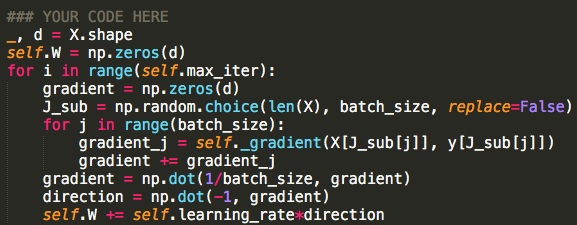 ### YOUR CODE HERE
_, d = X.shape
self.W = np.zeros(d)
for i in range(self.max_iter):
    gradient = np.zeros(d)
    J_sub = np.random.choice(len(X), batch_size, replace=False)
    for j in range(batch_size):
        gradient_j = self._gradient(X[J_sub[j]], y[J_sub[j]])
        gradient += gradient_j
    gradient = np.dot(1/batch_size, gradient)
    direction = np.dot(-1, gradient)
    self.W += self.learning_rate*direction